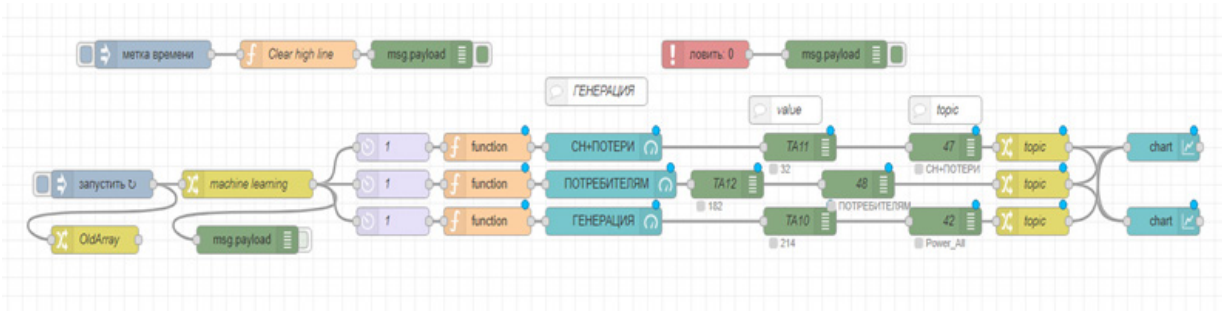 метка времени Clear high line msg.payload ловить: 0 msg.payload
ГЕНЕРАЦИЯ
value topic
1 function СН+ПОТЕРИ TA11 47 topic chart
32 СН+ПОТЕРИ
запустить ↻ machine learning 1 function ПОТРЕБИТЕЛЯМ TA12 48 topic
182 ПОТРЕБИТЕЛЯМ
1 function ГЕНЕРАЦИЯ TA10 42 topic chart
OldArray msg.payload 214 Power_All